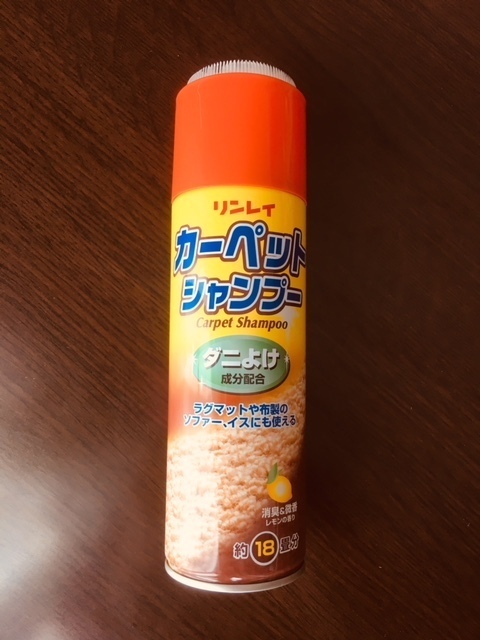 リンレイ
カーペット
シャンプー
Carpet Shampoo
ダニよけ
成分配合
ラグマットや布製の
ソファー、イスにも使える
消臭&微香
レモンの香り
約18畳分